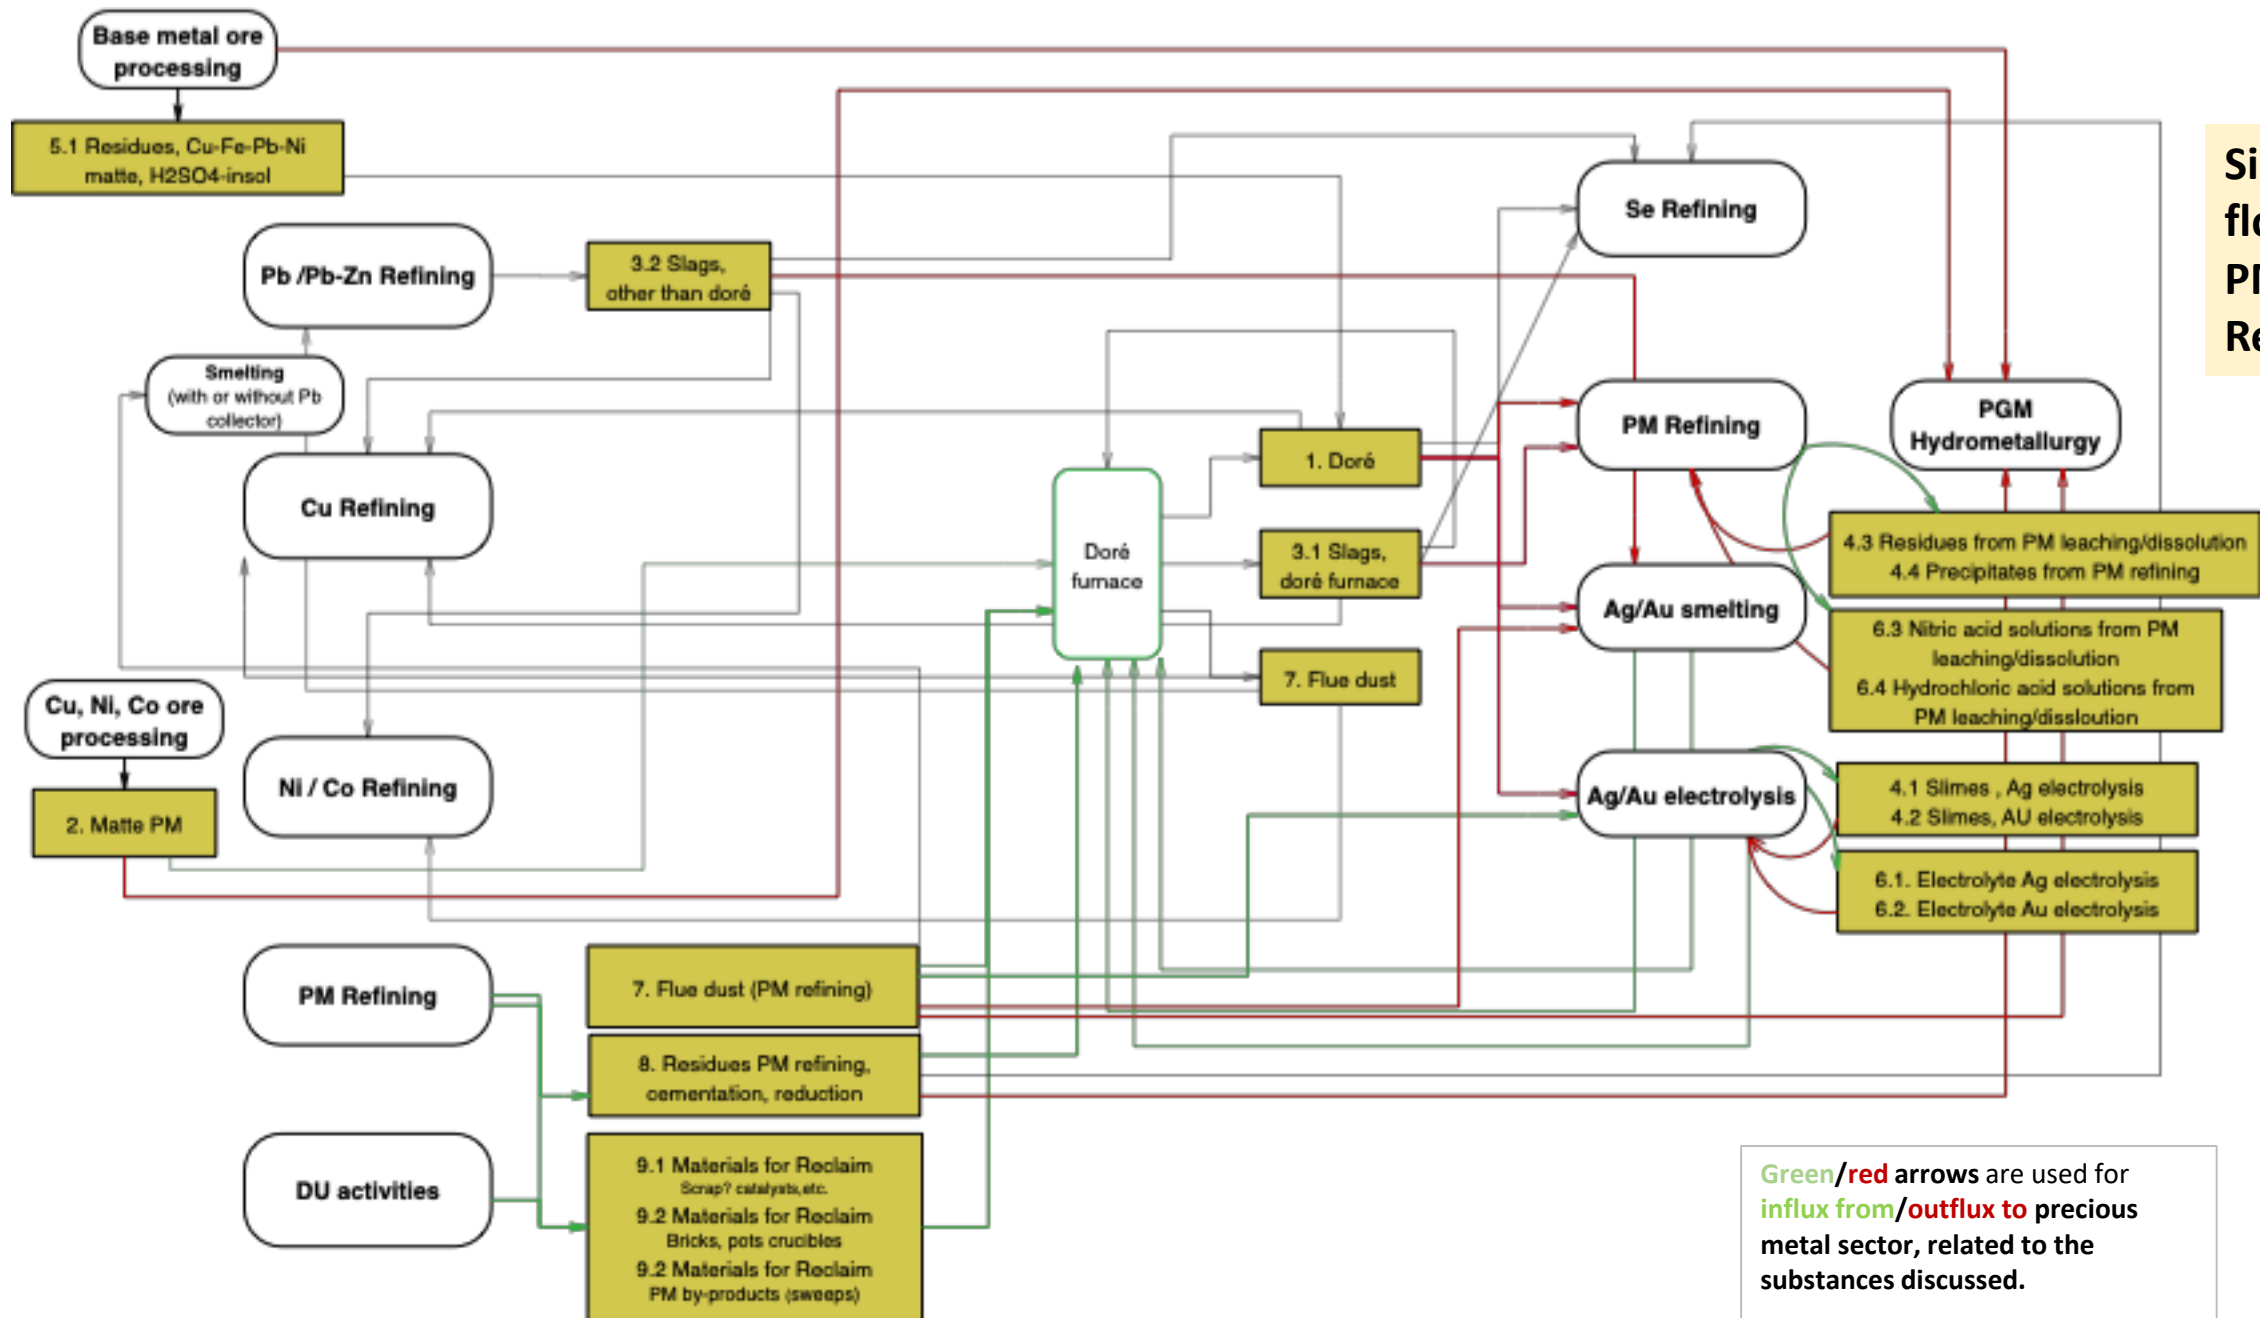 Base metal ore
processing
5.1 Residues, Cu-Fe-Pb-Ni
matte, H2SO4-insol
Pb /Pb-Zn Refining
3.2 Slags,
other than doré
Smelting
(with or without Pb
collector)
Cu Refining
Cu, Ni, Co ore
processing
2. Matte PM
Ni / Co Refining
PM Refining
DU activities
7. Flue dust (PM refining)
8. Residues PM refining,
cementation, reduction
9.1 Materials for Reclaim
Scrap? catalysts,etc.
9.2 Materials for Reclaim
Bricks, pots crucibles
9.2 Materials for Reclaim
PM by-products (sweeps)
Doré
furnace
1. Doré
3.1 Slags,
doré furnace
7. Flue dust
Se Refining
PM Refining
Ag/Au smelting
Ag/Au electrolysis
PGM
Hydrometallurgy
4.3 Residues from PM leaching/dissolution
4.4 Precipitates from PM refining
6.3 Nitric acid solutions from PM
leaching/dissolution
6.4 Hydrochloric acid solutions from
PM leaching/dissloution
4.1 Slimes , Ag electrolysis
4.2 Slimes, AU electrolysis
6.1. Electrolyte Ag electrolysis
6.2. Electrolyte Au electrolysis
Si
flo
PM
Re
Green/red arrows are used for
influx from/outflux to precious
metal sector, related to the
substances discussed.